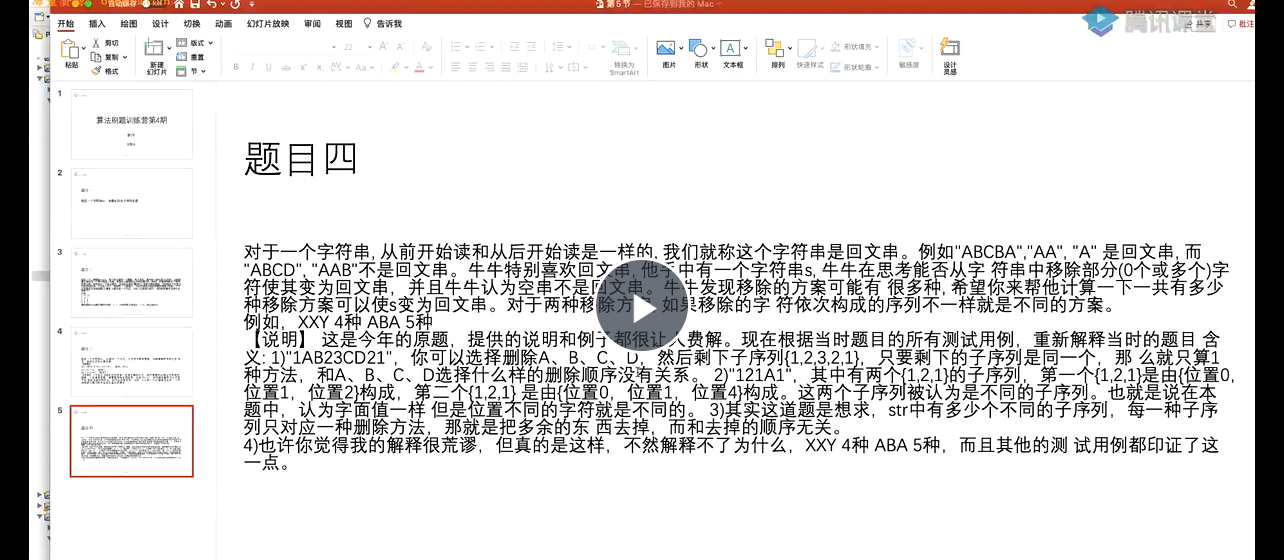 第5节 — 已保存到我的 Mac
腾讯课堂
开始 插入 绘图 设计 切换 动画 幻灯片放映 审阅 视图 告诉我
共享 批注
粘贴 剪切 复制 格式
新建 幻灯片 版式 重置 节
转换为 SmartArt
图片 形状 文本框 排列 快速样式 形状填充 形状轮廓 敏感度 设计 灵感
1
算法刷题训练营第4期
2
3
4
5
题目四
对于一个字符串, 从前开始读和从后开始读是一样的, 我们就称这个字符串是回文串。例如"ABCBA","AA", "A" 是回文串, 而
"ABCD", "AAB"不是回文串。牛牛特别喜欢回文串, 他手中有一个字符串s, 牛牛在思考能否从字 符串中移除部分(0个或多个)字
符使其变为回文串，并且牛牛认为空串不是回文串。牛牛发现移除的方案可能有 很多种, 希望你来帮他计算一下一共有多少
种移除方案可以使s变为回文串。对于两种移除方案, 如果移除的字 符依次构成的序列不一样就是不同的方案。
例如，XXY 4种 ABA 5种
【说明】 这是今年的原题，提供的说明和例子都很让人费解。现在根据当时题目的所有测试用例，重新解释当时的题目 含
义: 1)"1AB23CD21"，你可以选择删除A、B、C、D，然后剩下子序列{1,2,3,2,1}，只要剩下的子序列是同一个，那 么就只算1
种方法，和A、B、C、D选择什么样的删除顺序没有关系。 2)"121A1"，其中有两个{1,2,1}的子序列，第一个{1,2,1}是由{位置0，
位置1，位置2}构成，第二个{1,2,1} 是由{位置0，位置1，位置4}构成。这两个子序列被认为是不同的子序列。也就是说在本
题中，认为字面值一样 但是位置不同的字符就是不同的。 3)其实这道题是想求，str中有多少个不同的子序列，每一种子序
列只对应一种删除方法，那就是把多余的东 西去掉，而和去掉的顺序无关。
4)也许你觉得我的解释很荒谬，但真的是这样，不然解释不了为什么，XXY 4种 ABA 5种，而且其他的测 试用例都印证了这
一点。